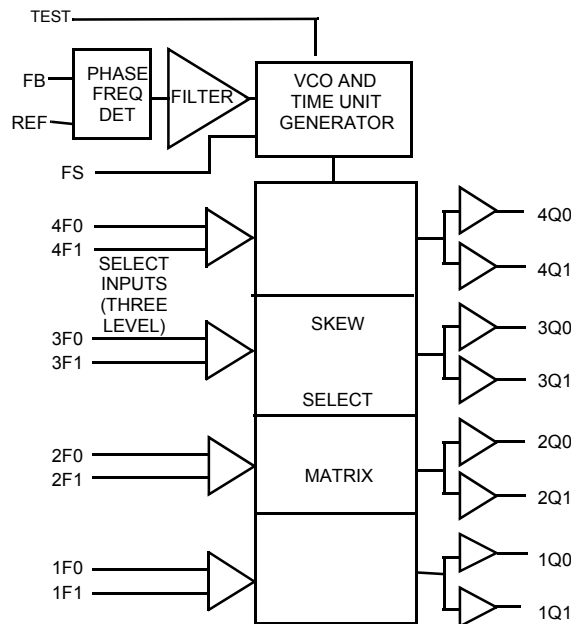 TEST
FB
REF
PHASE
FREQ
DET
FILTER
VCO AND
TIME UNIT
GENERATOR
FS
4F0
4F1
SELECT
INPUTS
(THREE
LEVEL)
3F0
3F1
2F0
2F1
1F0
1F1
SKEW
SELECT
MATRIX
4Q0
4Q1
3Q0
3Q1
2Q0
2Q1
1Q0
1Q1